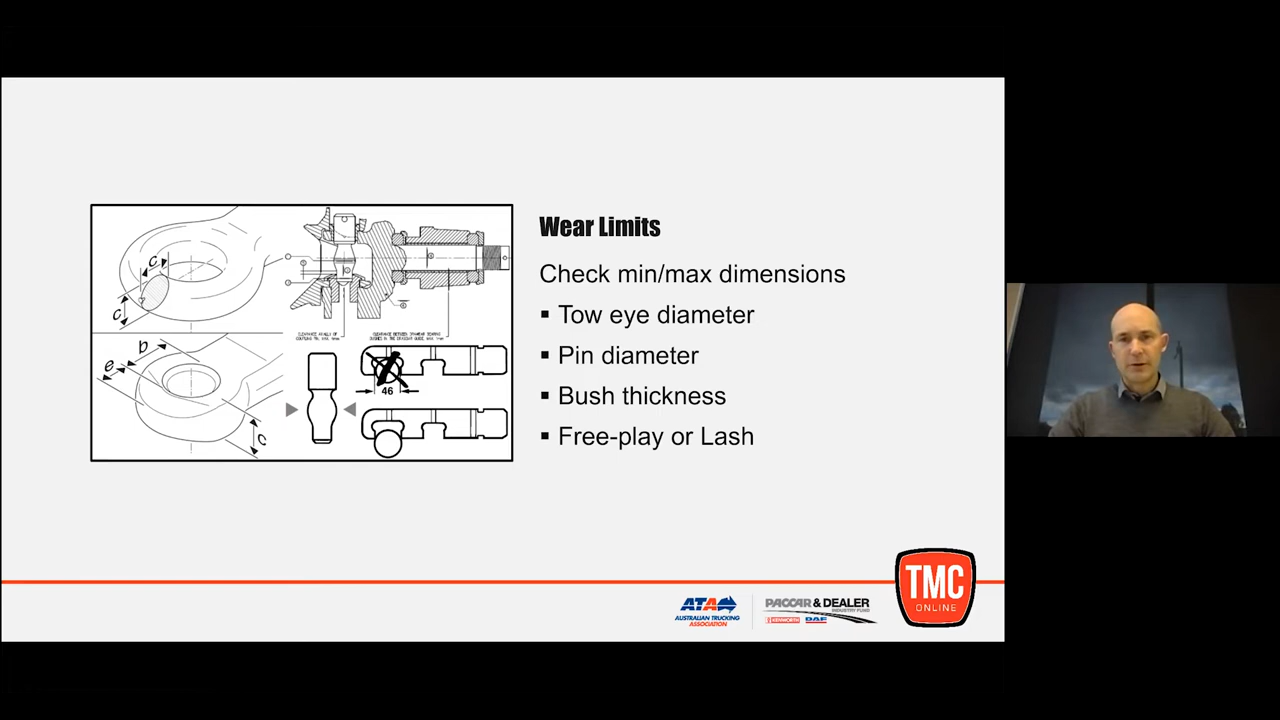 Wear Limits
Check min/max dimensions
▪ Tow eye diameter
▪ Pin diameter
▪ Bush thickness
▪ Free-play or Lash
c
c
b
e
c
46
ATA
AUSTRALIAN TRUCKING
ASSOCIATION
PACCAR & DEALER
INDUSTRY FUND
KENWORTH DAF
TMC
ONLINE